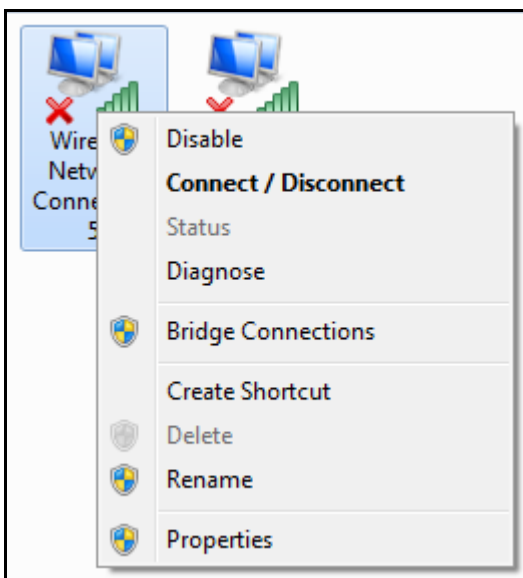 Wire
Netw
Conne
5
Disable
Connect / Disconnect
Status
Diagnose
Bridge Connections
Create Shortcut
Delete
Rename
Properties